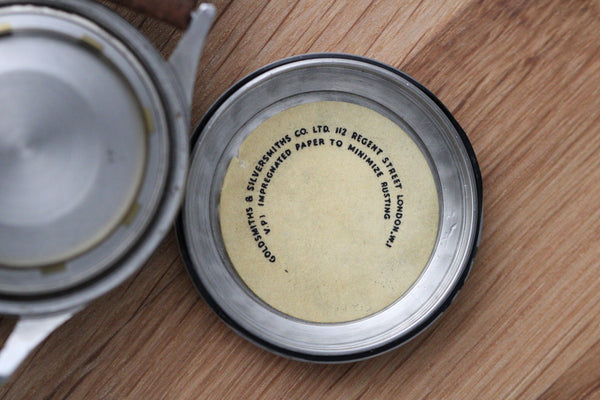 GOLDSMITHS & SILVERSMITHS CO. LTD. 112 REGENT STREET LONDON.W.1
V.P.I IMPREGNATED PAPER TO MINIMIZE RUSTING